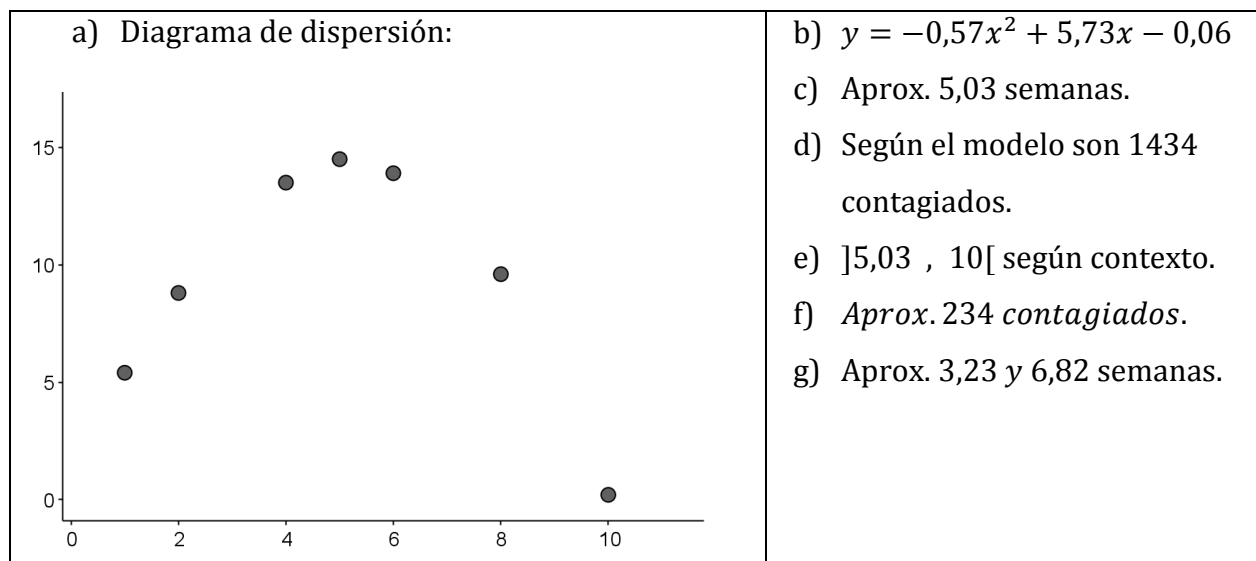 a) Diagrama de dispersión:
15
10
5
0
0 2 4 6 8 10
b) y = −0,57x² + 5,73x − 0,06
c) Aprox. 5,03 semanas.
d) Según el modelo son 1434
contagiados.
e) ]5,03 , 10[ según contexto.
f) Aprox. 234 contagiados.
g) Aprox. 3,23 y 6,82 semanas.